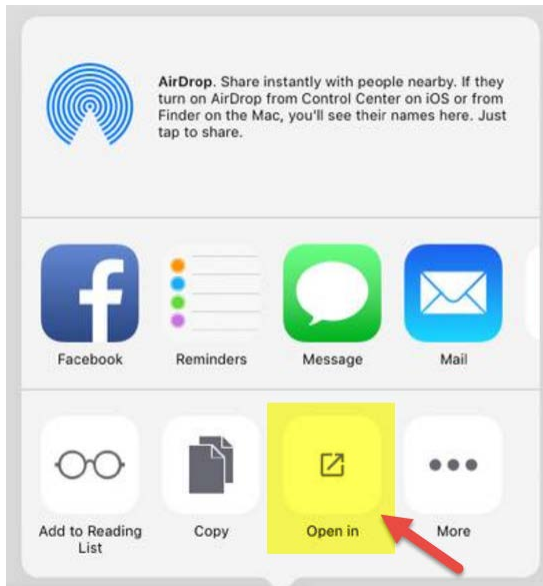 AirDrop. Share instantly with people nearby. If they
turn on AirDrop from Control Center on iOS or from
Finder on the Mac, you'll see their names here. Just
tap to share.
Facebook
Reminders
Message
Mail
Add to Reading
List
Copy
Open in
More